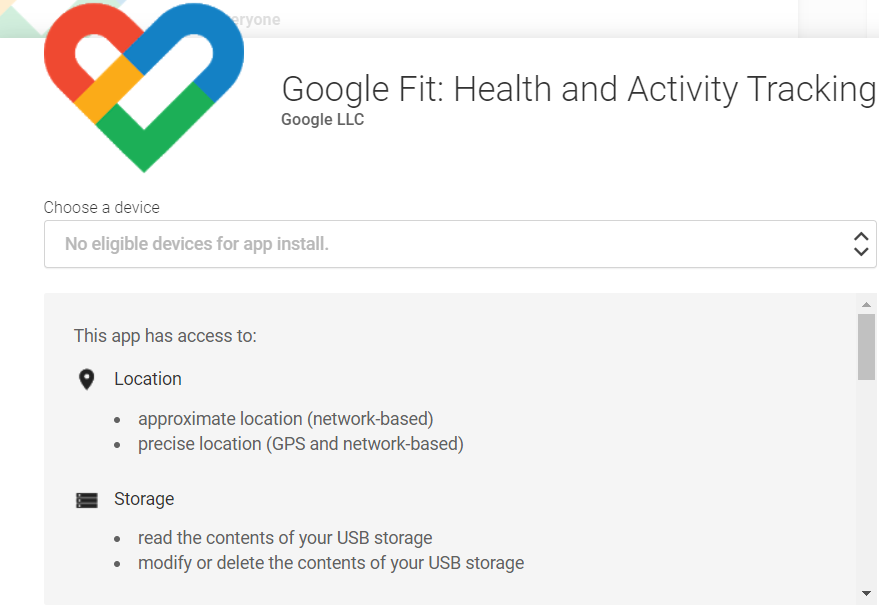 Google Fit: Health and Activity Tracking
Google LLC
Choose a device
No eligible devices for app install.
This app has access to:
Location
approximate location (network-based)
precise location (GPS and network-based)
Storage
read the contents of your USB storage
modify or delete the contents of your USB storage